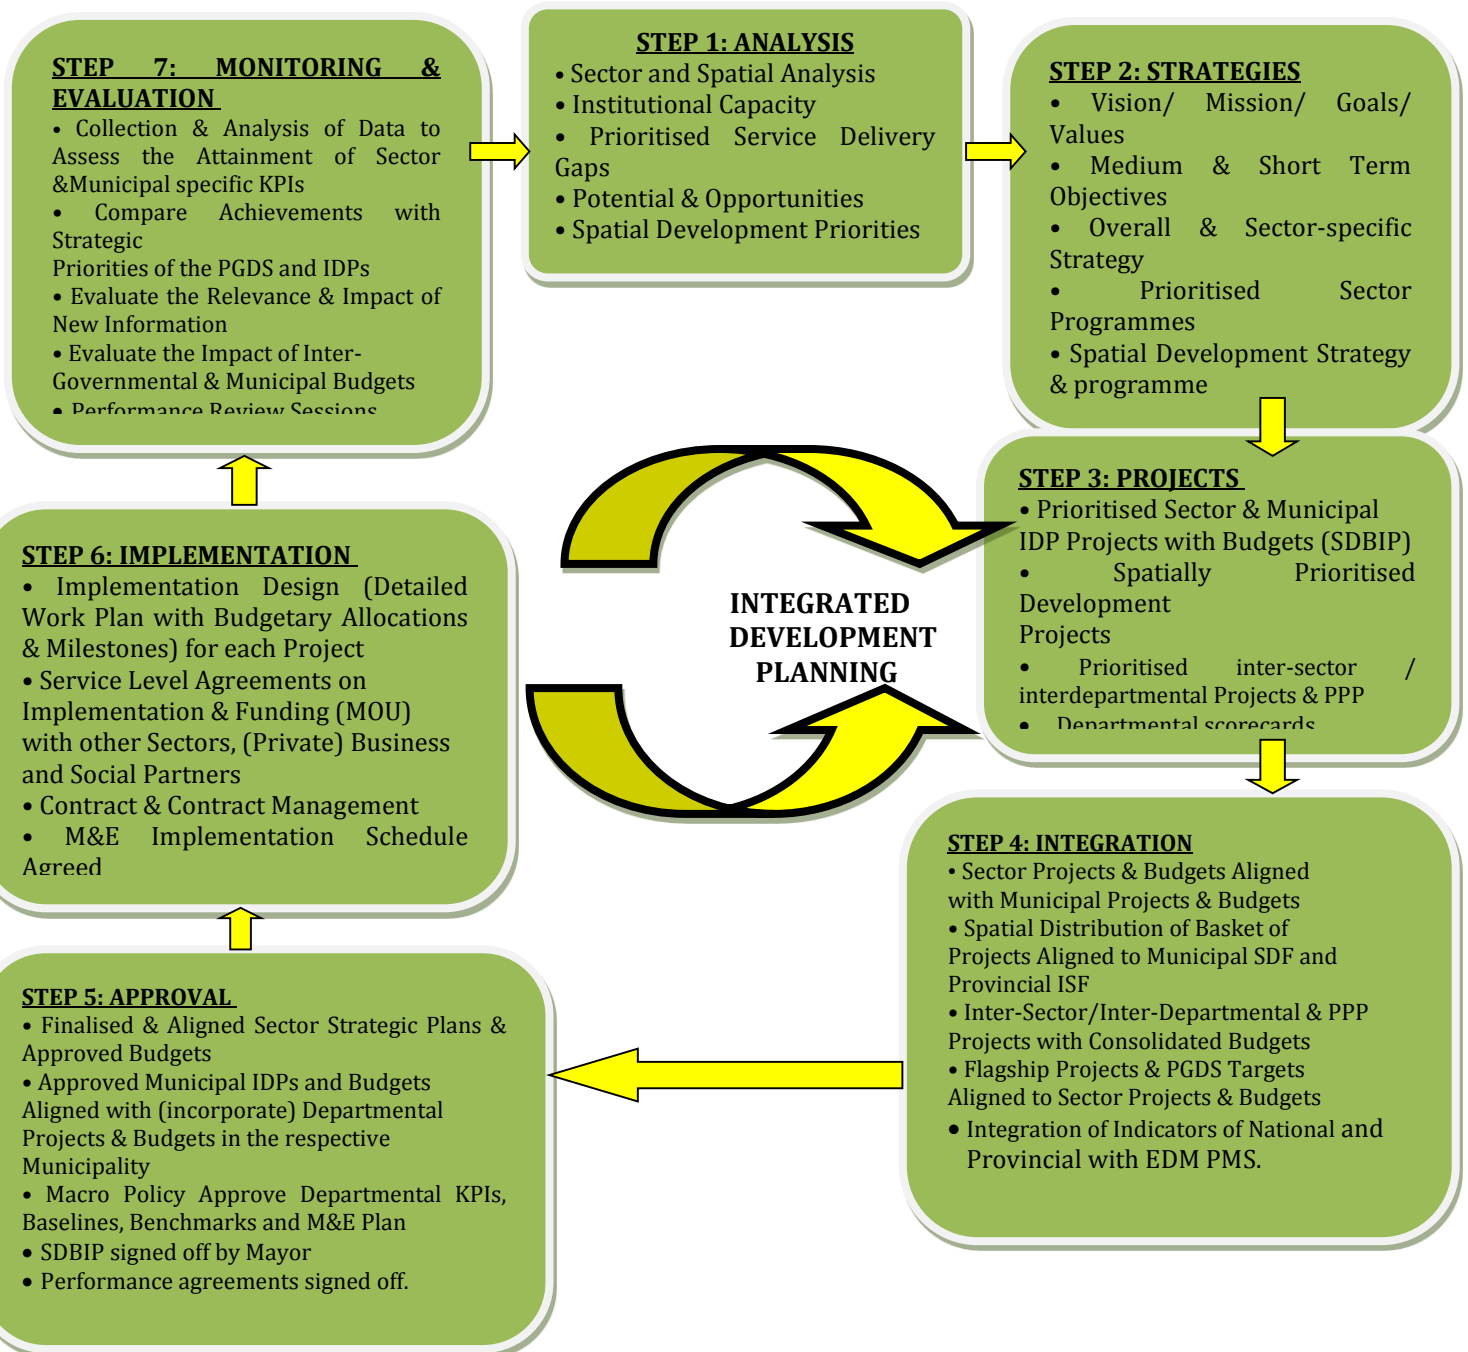 STEP 7: MONITORING &
EVALUATION
• Collection & Analysis of Data to
Assess the Attainment of Sector
&Municipal specific KPIs
• Compare Achievements with
Strategic
Priorities of the PGDS and IDPs
• Evaluate the Relevance & Impact of
New Information
• Evaluate the Impact of Inter-
Governmental & Municipal Budgets
• Performance Review Sessions
STEP 1: ANALYSIS
• Sector and Spatial Analysis
• Institutional Capacity
• Prioritised Service Delivery
Gaps
• Potential & Opportunities
• Spatial Development Priorities
STEP 2: STRATEGIES
• Vision/ Mission/ Goals/
Values
• Medium & Short Term
Objectives
• Overall & Sector-specific
Strategy
• Prioritised Sector
Programmes
• Spatial Development Strategy
& programme
STEP 3: PROJECTS
• Prioritised Sector & Municipal
IDP Projects with Budgets (SDBIP)
• Spatially Prioritised
Development
Projects
• Prioritised inter-sector /
interdepartmental Projects & PPP
• Departmental scorecards
INTEGRATED
DEVELOPMENT
PLANNING
STEP 6: IMPLEMENTATION
• Implementation Design (Detailed
Work Plan with Budgetary Allocations
& Milestones) for each Project
• Service Level Agreements on
Implementation & Funding (MOU)
with other Sectors, (Private) Business
and Social Partners
• Contract & Contract Management
• M&E Implementation Schedule
Agreed
STEP 4: INTEGRATION
• Sector Projects & Budgets Aligned
with Municipal Projects & Budgets
• Spatial Distribution of Basket of
Projects Aligned to Municipal SDF and
Provincial ISF
• Inter-Sector/Inter-Departmental & PPP
Projects with Consolidated Budgets
• Flagship Projects & PGDS Targets
Aligned to Sector Projects & Budgets
• Integration of Indicators of National and
Provincial with EDM PMS.
STEP 5: APPROVAL
• Finalised & Aligned Sector Strategic Plans &
Approved Budgets
• Approved Municipal IDPs and Budgets
Aligned with (incorporate) Departmental
Projects & Budgets in the respective
Municipality
• Macro Policy Approve Departmental KPIs,
Baselines, Benchmarks and M&E Plan
• SDBIP signed off by Mayor
• Performance agreements signed off.